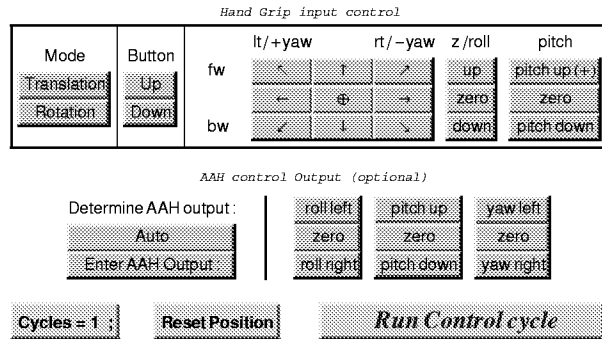 Hand Grip input control
lt/+yaw rt/-yaw z/roll pitch
Mode Button
fw ↖ ↑ ↗ up pitch up (+)
Translation Up
← ⊕ → zero zero
Rotation Down
bw ↙ ↓ ↘ down pitch down
AAH control Output (optional)
Determine AAH output : roll left pitch up yaw left
Auto zero zero zero
Enter AAH Output roll right pitch down yaw right
Cycles = 1 ; Reset Position Run Control cycle